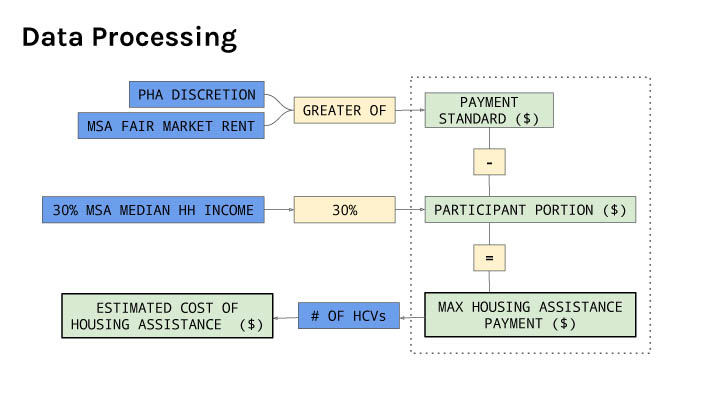 Data Processing
PHA DISCRETION
MSA FAIR MARKET RENT
GREATER OF
PAYMENT
STANDARD ($)
-
30% MSA MEDIAN HH INCOME
30%
PARTICIPANT PORTION ($)
=
ESTIMATED COST OF
HOUSING ASSISTANCE ($)
# OF HCVs
MAX HOUSING ASSISTANCE
PAYMENT ($)